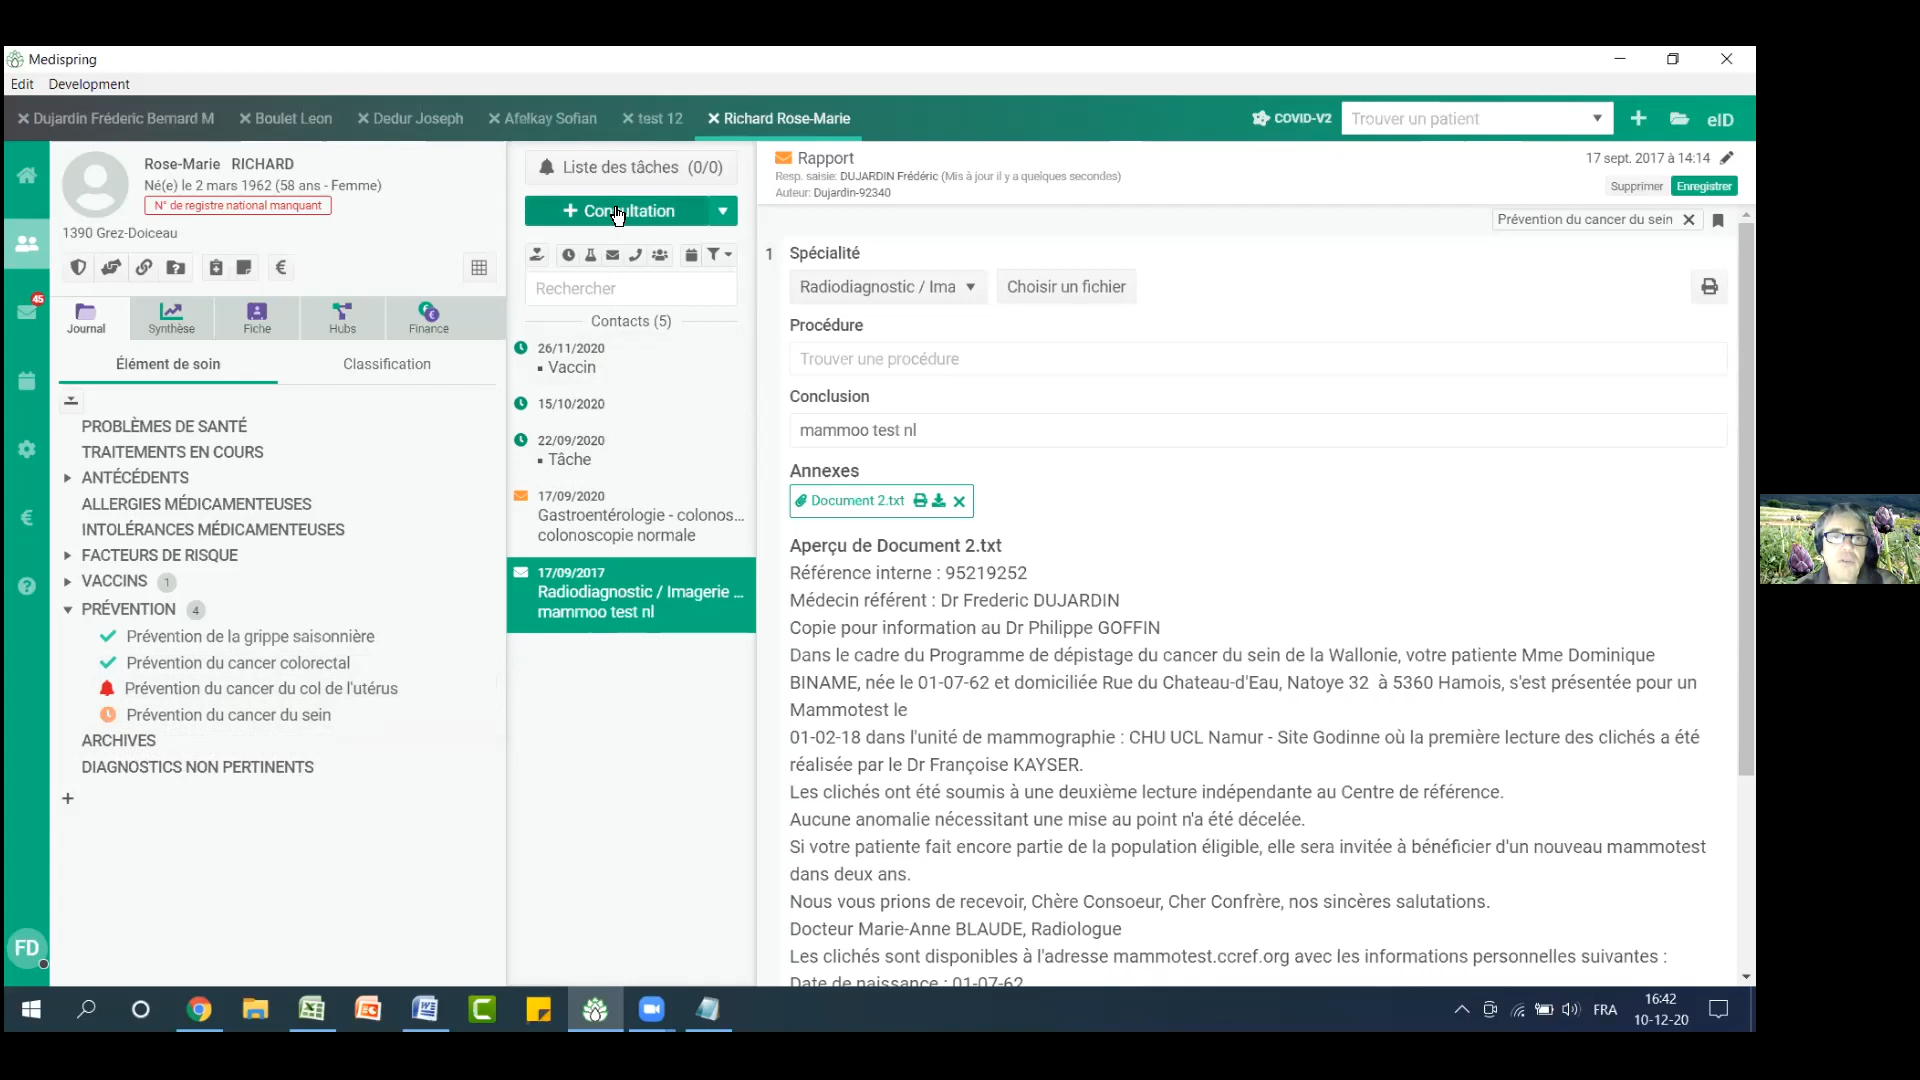 Medispring
Edit Development
Dujardin Fréderic Bernard M
Boulet Leon
Dedur Joseph
Afelkay Sofian
test 12
Richard Rose-Marie
COVID-V2
Trouver un patient
eID
Rose-Marie RICHARD
Né(e) le 2 mars 1962 (58 ans - Femme)
N° de registre national manquant
1390 Grez-Doiceau
45
Journal
Synthèse
Fiche
Hubs
Finance
Élément de soin
Classification
PROBLÈMES DE SANTÉ
TRAITEMENTS EN COURS
ANTÉCÉDENTS
ALLERGIES MÉDICAMENTEUSES
INTOLÉRANCES MÉDICAMENTEUSES
FACTEURS DE RISQUE
VACCINS 1
PRÉVENTION 4
Prévention de la grippe saisonnière
Prévention du cancer colorectal
Prévention du cancer du col de l'utérus
Prévention du cancer du sein
ARCHIVES
DIAGNOSTICS NON PERTINENTS
+
FD
Liste des tâches (0/0)
+ Consultation
Rechercher
Contacts (5)
26/11/2020
Vaccin
15/10/2020
22/09/2020
Tâche
17/09/2020
Gastroentérologie - colonos...
colonoscopie normale
17/09/2017
Radiodiagnostic / Imagerie ...
mammoo test nl
Rapport
Resp. saisie: DUJARDIN Frédéric (Mis à jour il y a quelques secondes)
Auteur: Dujardin-92340
17 sept. 2017 à 14:14
Supprimer
Enregistrer
Prévention du cancer du sein
1
Spécialité
Radiodiagnostic / Ima
Choisir un fichier
Procédure
Trouver une procédure
Conclusion
mammoo test nl
Annexes
Document 2.txt
Aperçu de Document 2.txt
Référence interne : 95219252
Médecin référent : Dr Frederic DUJARDIN
Copie pour information au Dr Philippe GOFFIN
Dans le cadre du Programme de dépistage du cancer du sein de la Wallonie, votre patiente Mme Dominique
BINAME, née le 01-07-62 et domiciliée Rue du Chateau-d'Eau, Natoye 32 à 5360 Hamois, s'est présentée pour un
Mammotest le
01-02-18 dans l'unité de mammographie : CHU UCL Namur - Site Godinne où la première lecture des clichés a été
réalisée par le Dr Françoise KAYSER.
Les clichés ont été soumis à une deuxième lecture indépendante au Centre de référence.
Aucune anomalie nécessitant une mise au point n'a été décelée.
Si votre patiente fait encore partie de la population éligible, elle sera invitée à bénéficier d'un nouveau mammotest
dans deux ans.
Nous vous prions de recevoir, Chère Consoeur, Cher Confrère, nos sincères salutations.
Docteur Marie-Anne BLAUDE, Radiologue
Les clichés sont disponibles à l'adresse mammotest.ccref.org avec les informations personnelles suivantes :
Date de naissance : 01-07-62
FRA
16:42
10-12-20